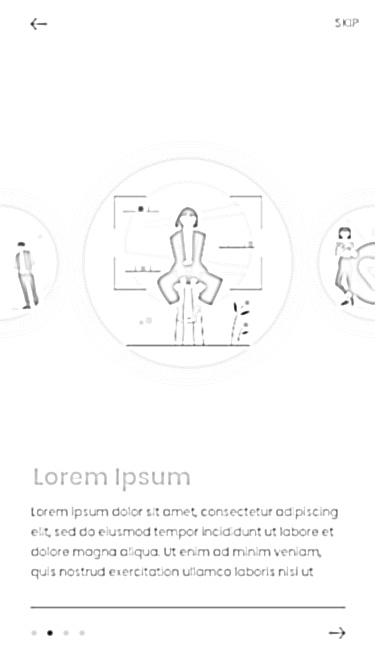 SKIP
Lorem Ipsum
Lorem ipsum dolor sit amet, consectetur adipiscing
elit, sed do eiusmod tempor incididunt ut labore et
dolore magna aliqua. Ut enim ad minim veniam,
quis nostrud exercitation ullamco laboris nisi ut